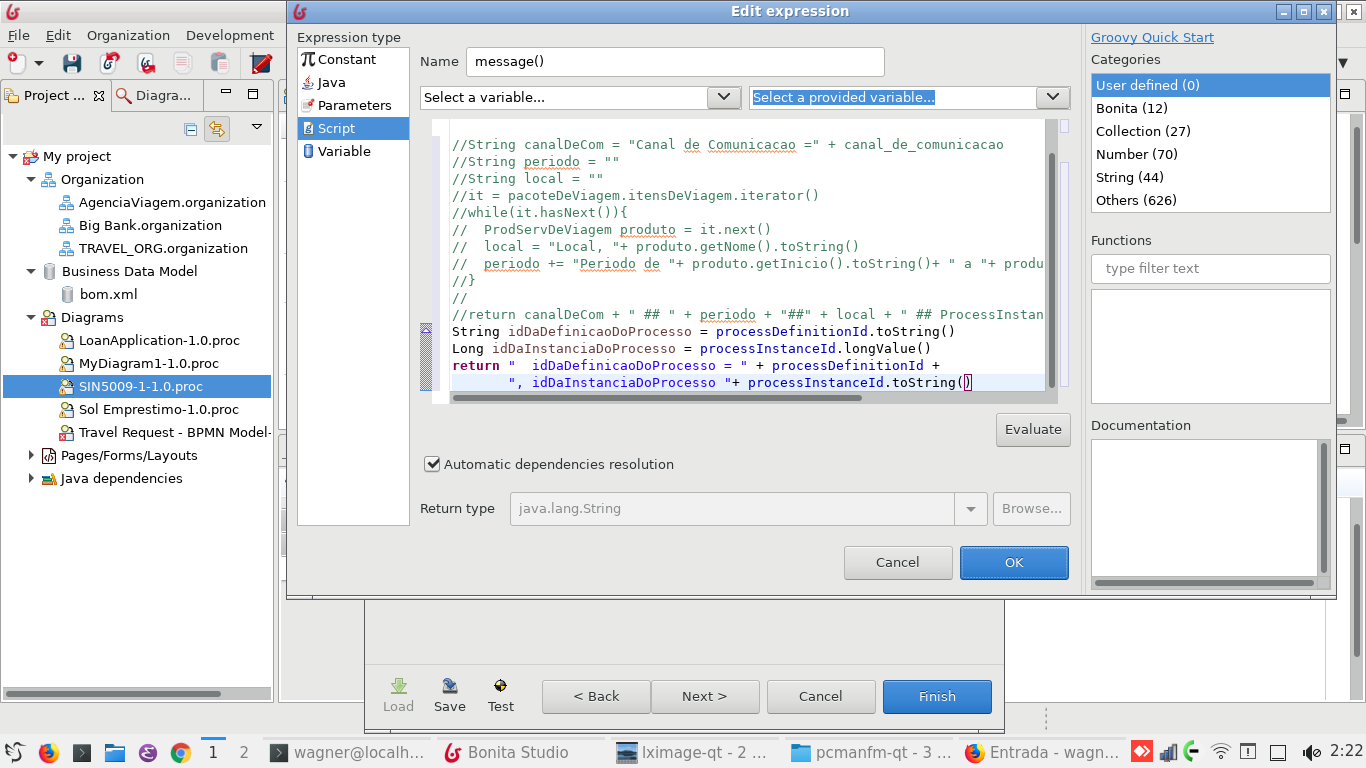 Edit expression
File Edit Organization Development
Project ...
Diagra...
My project
Organization
AgenciaViagem.organization
Big Bank.organization
TRAVEL_ORG.organization
Business Data Model
bom.xml
Diagrams
LoanApplication-1.0.proc
MyDiagram1-1.0.proc
SIN5009-1-1.0.proc
Sol Emprestimo-1.0.proc
Travel Request - BPMN Model-
Pages/Forms/Layouts
Java dependencies
Expression type
Constant
Java
Parameters
Script
Variable
Name message()
Select a variable... Select a provided variable...
//String canalDeCom = "Canal de Comunicacao =" + canal_de_comunicacao
//String periodo = ""
//String local = ""
//it = pacoteDeViagem.itensDeViagem.iterator()
//while(it.hasNext()){
//  ProdServDeViagem produto = it.next()
//  local = "Local, "+ produto.getNome().toString()
//  periodo += "Periodo de "+ produto.getInicio().toString()+ " a "+ produ
//}
//
//return canalDeCom + " ## " + periodo + "##" + local + " ## ProcessInstan
String idDaDefinicaoDoProcesso = processDefinitionId.toString()
Long idDaInstanciaDoProcesso = processInstanceId.longValue()
return "  idDaDefinicaoDoProcesso = " + processDefinitionId +
", idDaInstanciaDoProcesso "+ processInstanceId.toString()
Evaluate
Automatic dependencies resolution
Return type java.lang.String Browse...
Cancel OK
Groovy Quick Start
Categories
User defined (0)
Bonita (12)
Collection (27)
Number (70)
String (44)
Others (626)
Functions
type filter text
Documentation
Load Save Test < Back Next > Cancel Finish
1 2 wagner@localh... Bonita Studio lximage-qt - 2 ... pcmanfm-qt - 3 ... Entrada - wagn... 2:22